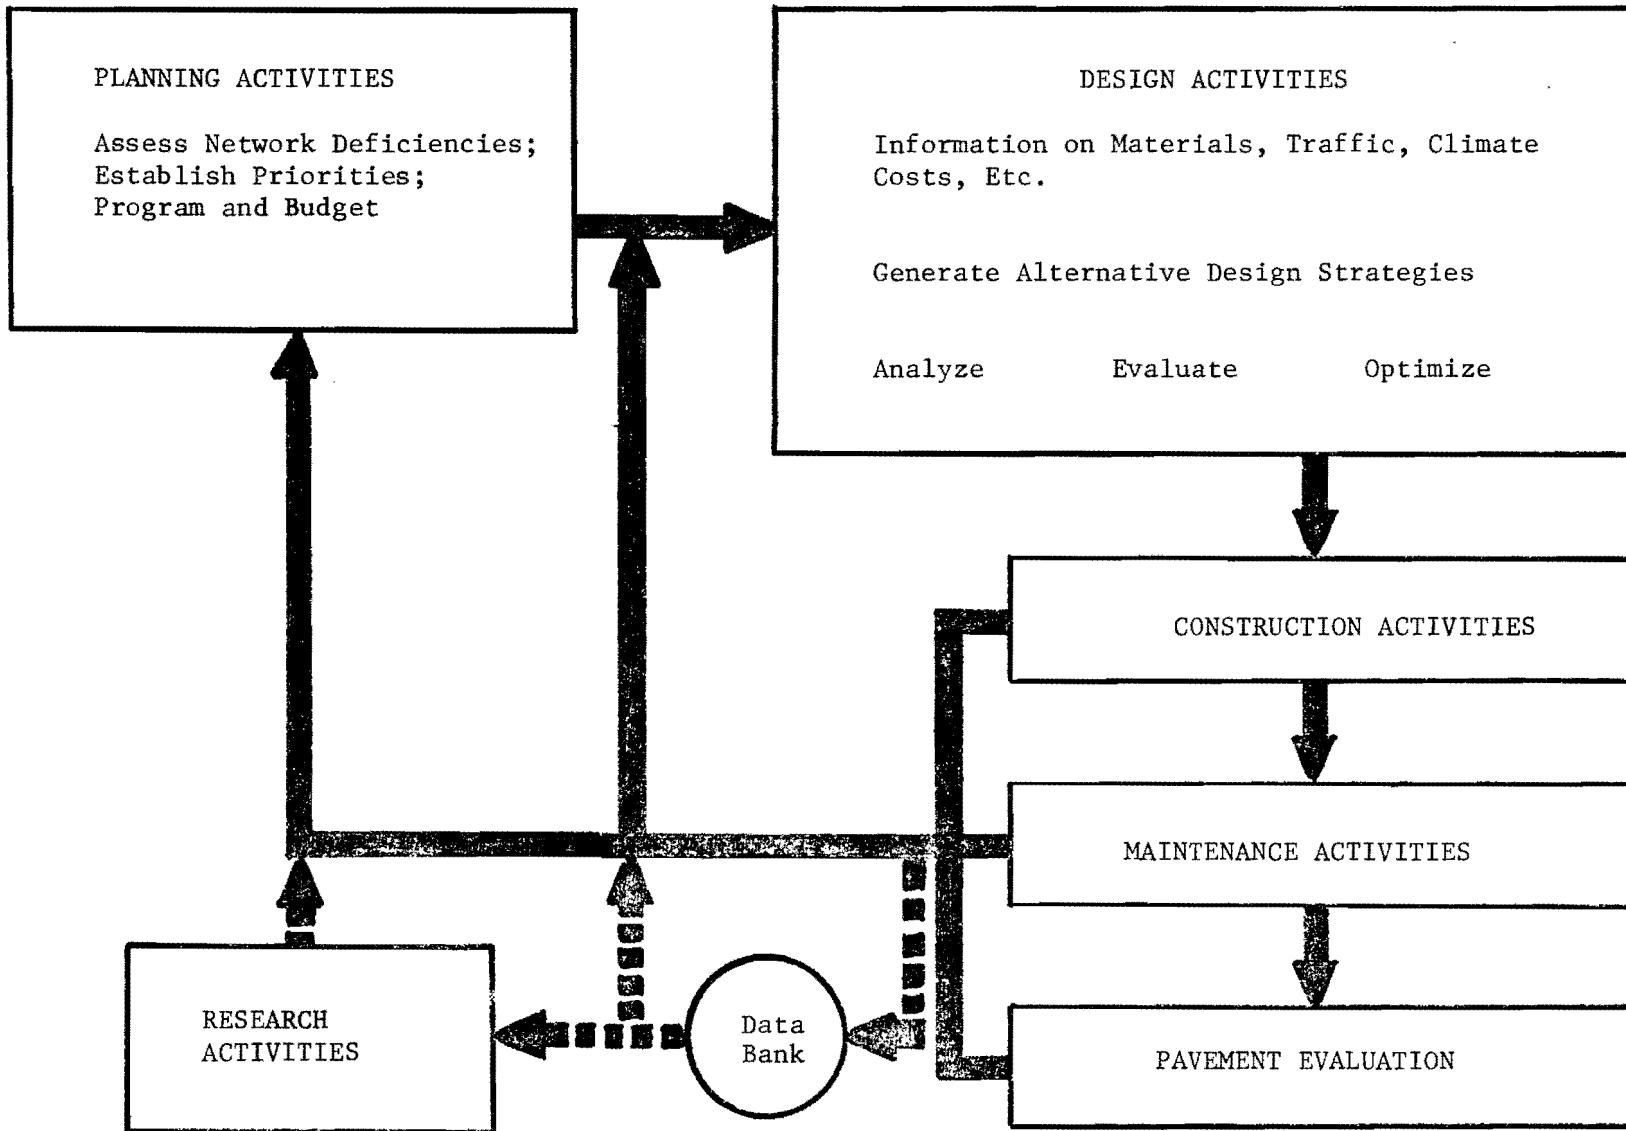 PLANNING ACTIVITIES
Assess Network Deficiencies;
Establish Priorities;
Program and Budget
DESIGN ACTIVITIES
Information on Materials, Traffic, Climate
Costs, Etc.
Generate Alternative Design Strategies
Analyze Evaluate Optimize
CONSTRUCTION ACTIVITIES
MAINTENANCE ACTIVITIES
PAVEMENT EVALUATION
Data
Bank
RESEARCH
ACTIVITIES